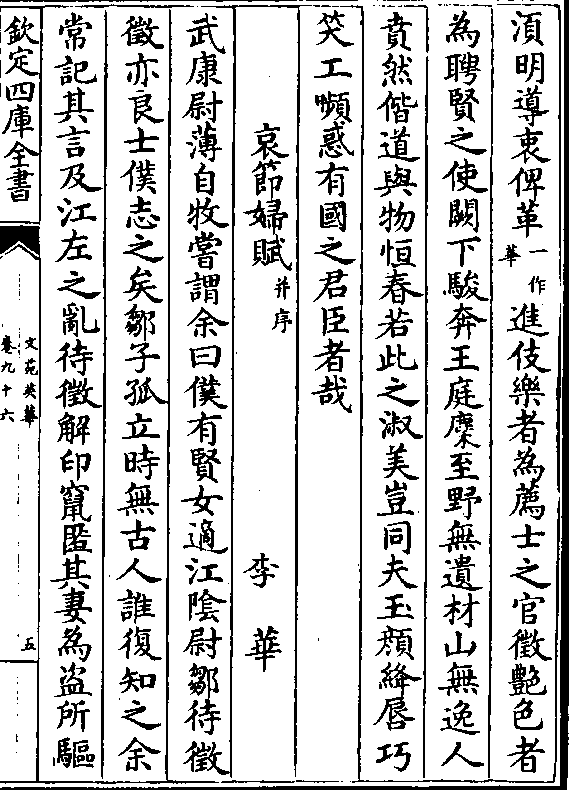 湏明導衷俾革一作華進伎樂者為薦士之官徵艷色者
為聘賢之使闕下駿奔王庭麇至野無遺材山無逸人
賁然偕道與物恒春若此之淑美豈同夫玉顔絳唇巧
笑工嚬惑有國之君臣者哉
哀節婦賦并序 李華
武康尉薄自牧嘗謂余曰僕有賢女適江陰尉鄒待徵
徵亦良士僕志之矣鄒子孤立時無古人誰復知之余
常記其言及江左之亂待徵解印竄匿其妻為盗所驅
欽定四庫全書
文苑英華
卷九十六
五